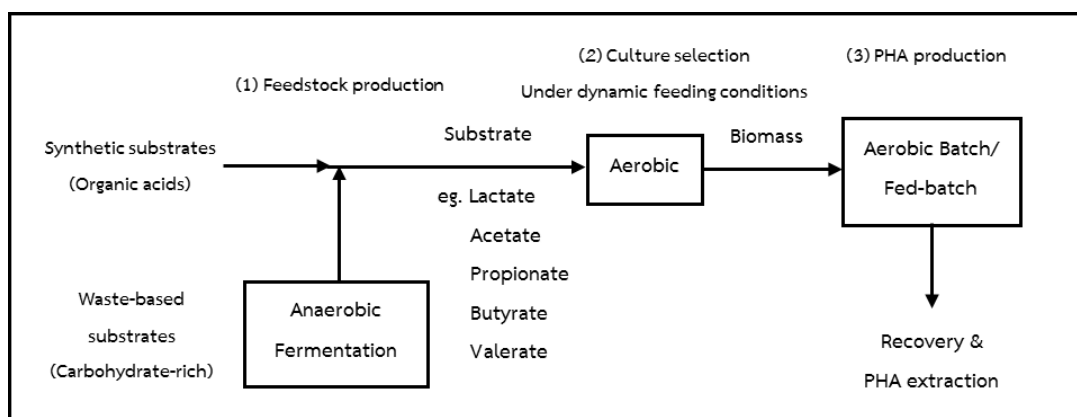 (1) Feedstock production
(2) Culture selection
Under dynamic feeding conditions
(3) PHA production
Synthetic substrates
(Organic acids)
Substrate
eg. Lactate
Acetate
Propionate
Butyrate
Valerate
Aerobic
Biomass
Aerobic Batch/
Fed-batch
Waste-based
substrates
(Carbohydrate-rich)
Anaerobic
Fermentation
Recovery &
PHA extraction